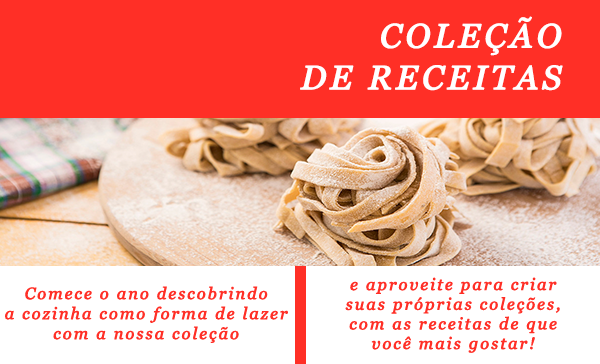 COLEÇÃO
DE RECEITAS
Comece o ano descobrindo
a cozinha como forma de lazer
com a nossa coleção
e aproveite para criar
suas próprias coleções,
com as receitas de que
você mais gostar!